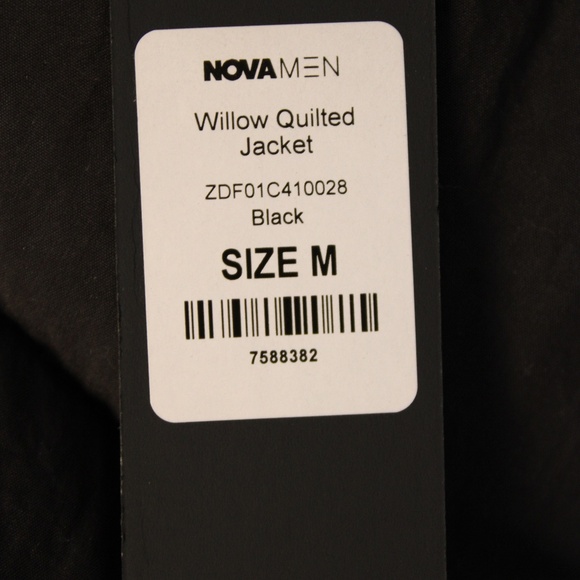 NOVAMEN
Willow Quilted
Jacket
ZDF01C410028
Black
SIZE M
7588382